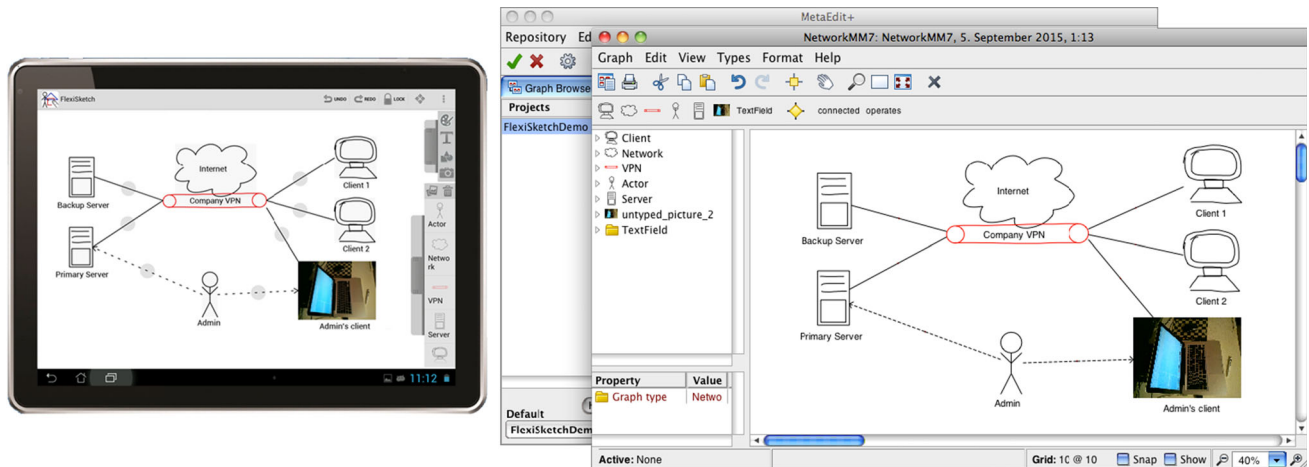 FlexiSketch
UNDO
REDO
LOCK
Internet
Client 1
Company VPN
Backup Server
Client 2
Primary Server
Admin
Admin's client
Actor
Netwo
rk
VPN
Server
11:12
MetaEdit+
Repository Ed
Graph Browse
Projects
FlexiSketchDemo
Default
FlexiSketchDem
NetworkMM7: NetworkMM7, 5. September 2015, 1:13
Graph Edit View Types Format Help
TextField connected operates
Client
Network
VPN
Actor
Server
untyped_picture_2
TextField
Property Value
Graph type Netwo
Internet
Client 1
Company VPN
Backup Server
Client 2
Primary Server
Admin
Admin's client
Active: None
Grid: 10 @ 10 Snap Show 40%